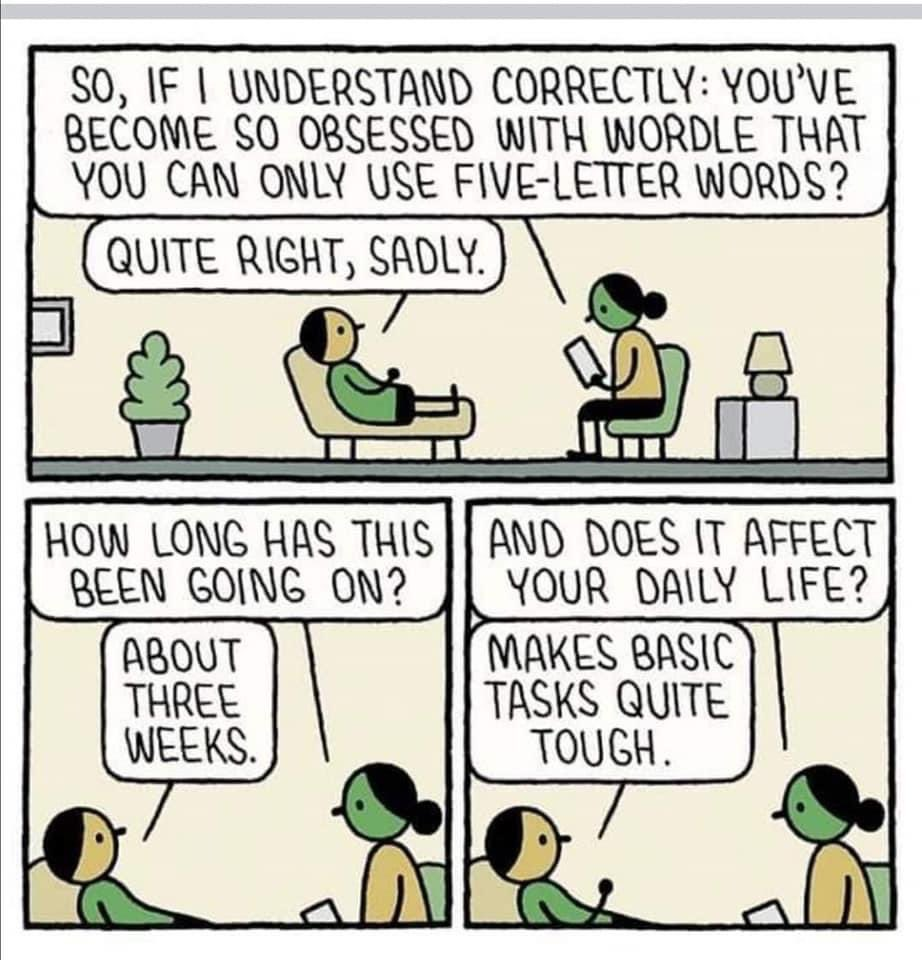 SO, IF I UNDERSTAND CORRECTLY: YOU'VE
BECOME SO OBSESSED WITH WORDLE THAT
YOU CAN ONLY USE FIVE-LETTER WORDS?
QUITE RIGHT, SADLY.
HOW LONG HAS THIS
BEEN GOING ON?
ABOUT
THREE
WEEKS.
AND DOES IT AFFECT
YOUR DAILY LIFE?
MAKES BASIC
TASKS QUITE
TOUGH.